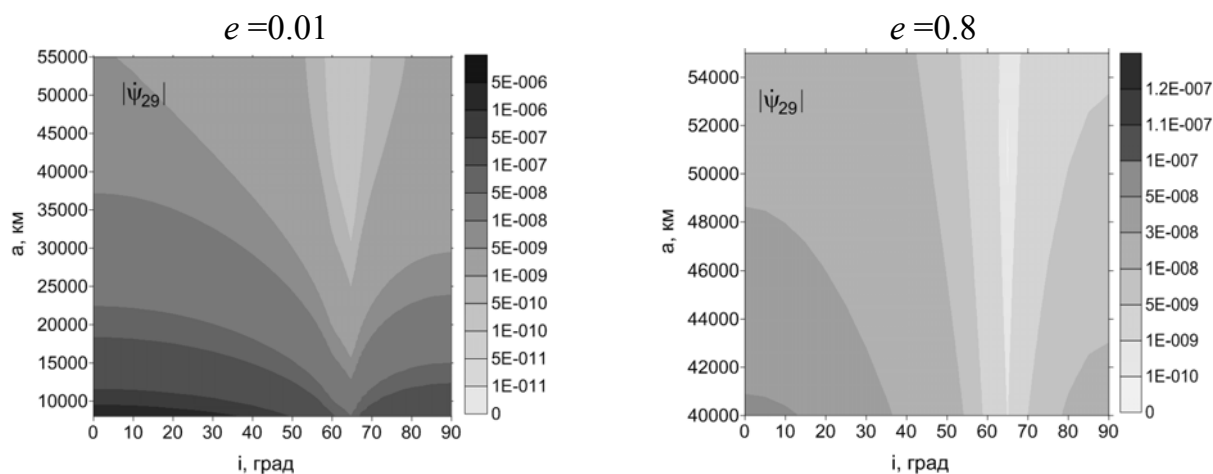 e =0.01
55000
50000
45000
40000
35000
30000
25000
20000
15000
10000
a, км
|ψ̇₂₉|
0 10 20 30 40 50 60 70 80 90
i, град
5E-006
1E-006
5E-007
1E-007
5E-008
1E-008
5E-009
1E-009
5E-010
1E-010
5E-011
1E-011
0
e =0.8
54000
52000
50000
48000
46000
44000
42000
40000
a, км
|ψ̇₂₉|
0 10 20 30 40 50 60 70 80 90
i, град
1.2E-007
1.1E-007
1E-007
5E-008
3E-008
1E-008
5E-009
1E-009
1E-010
0